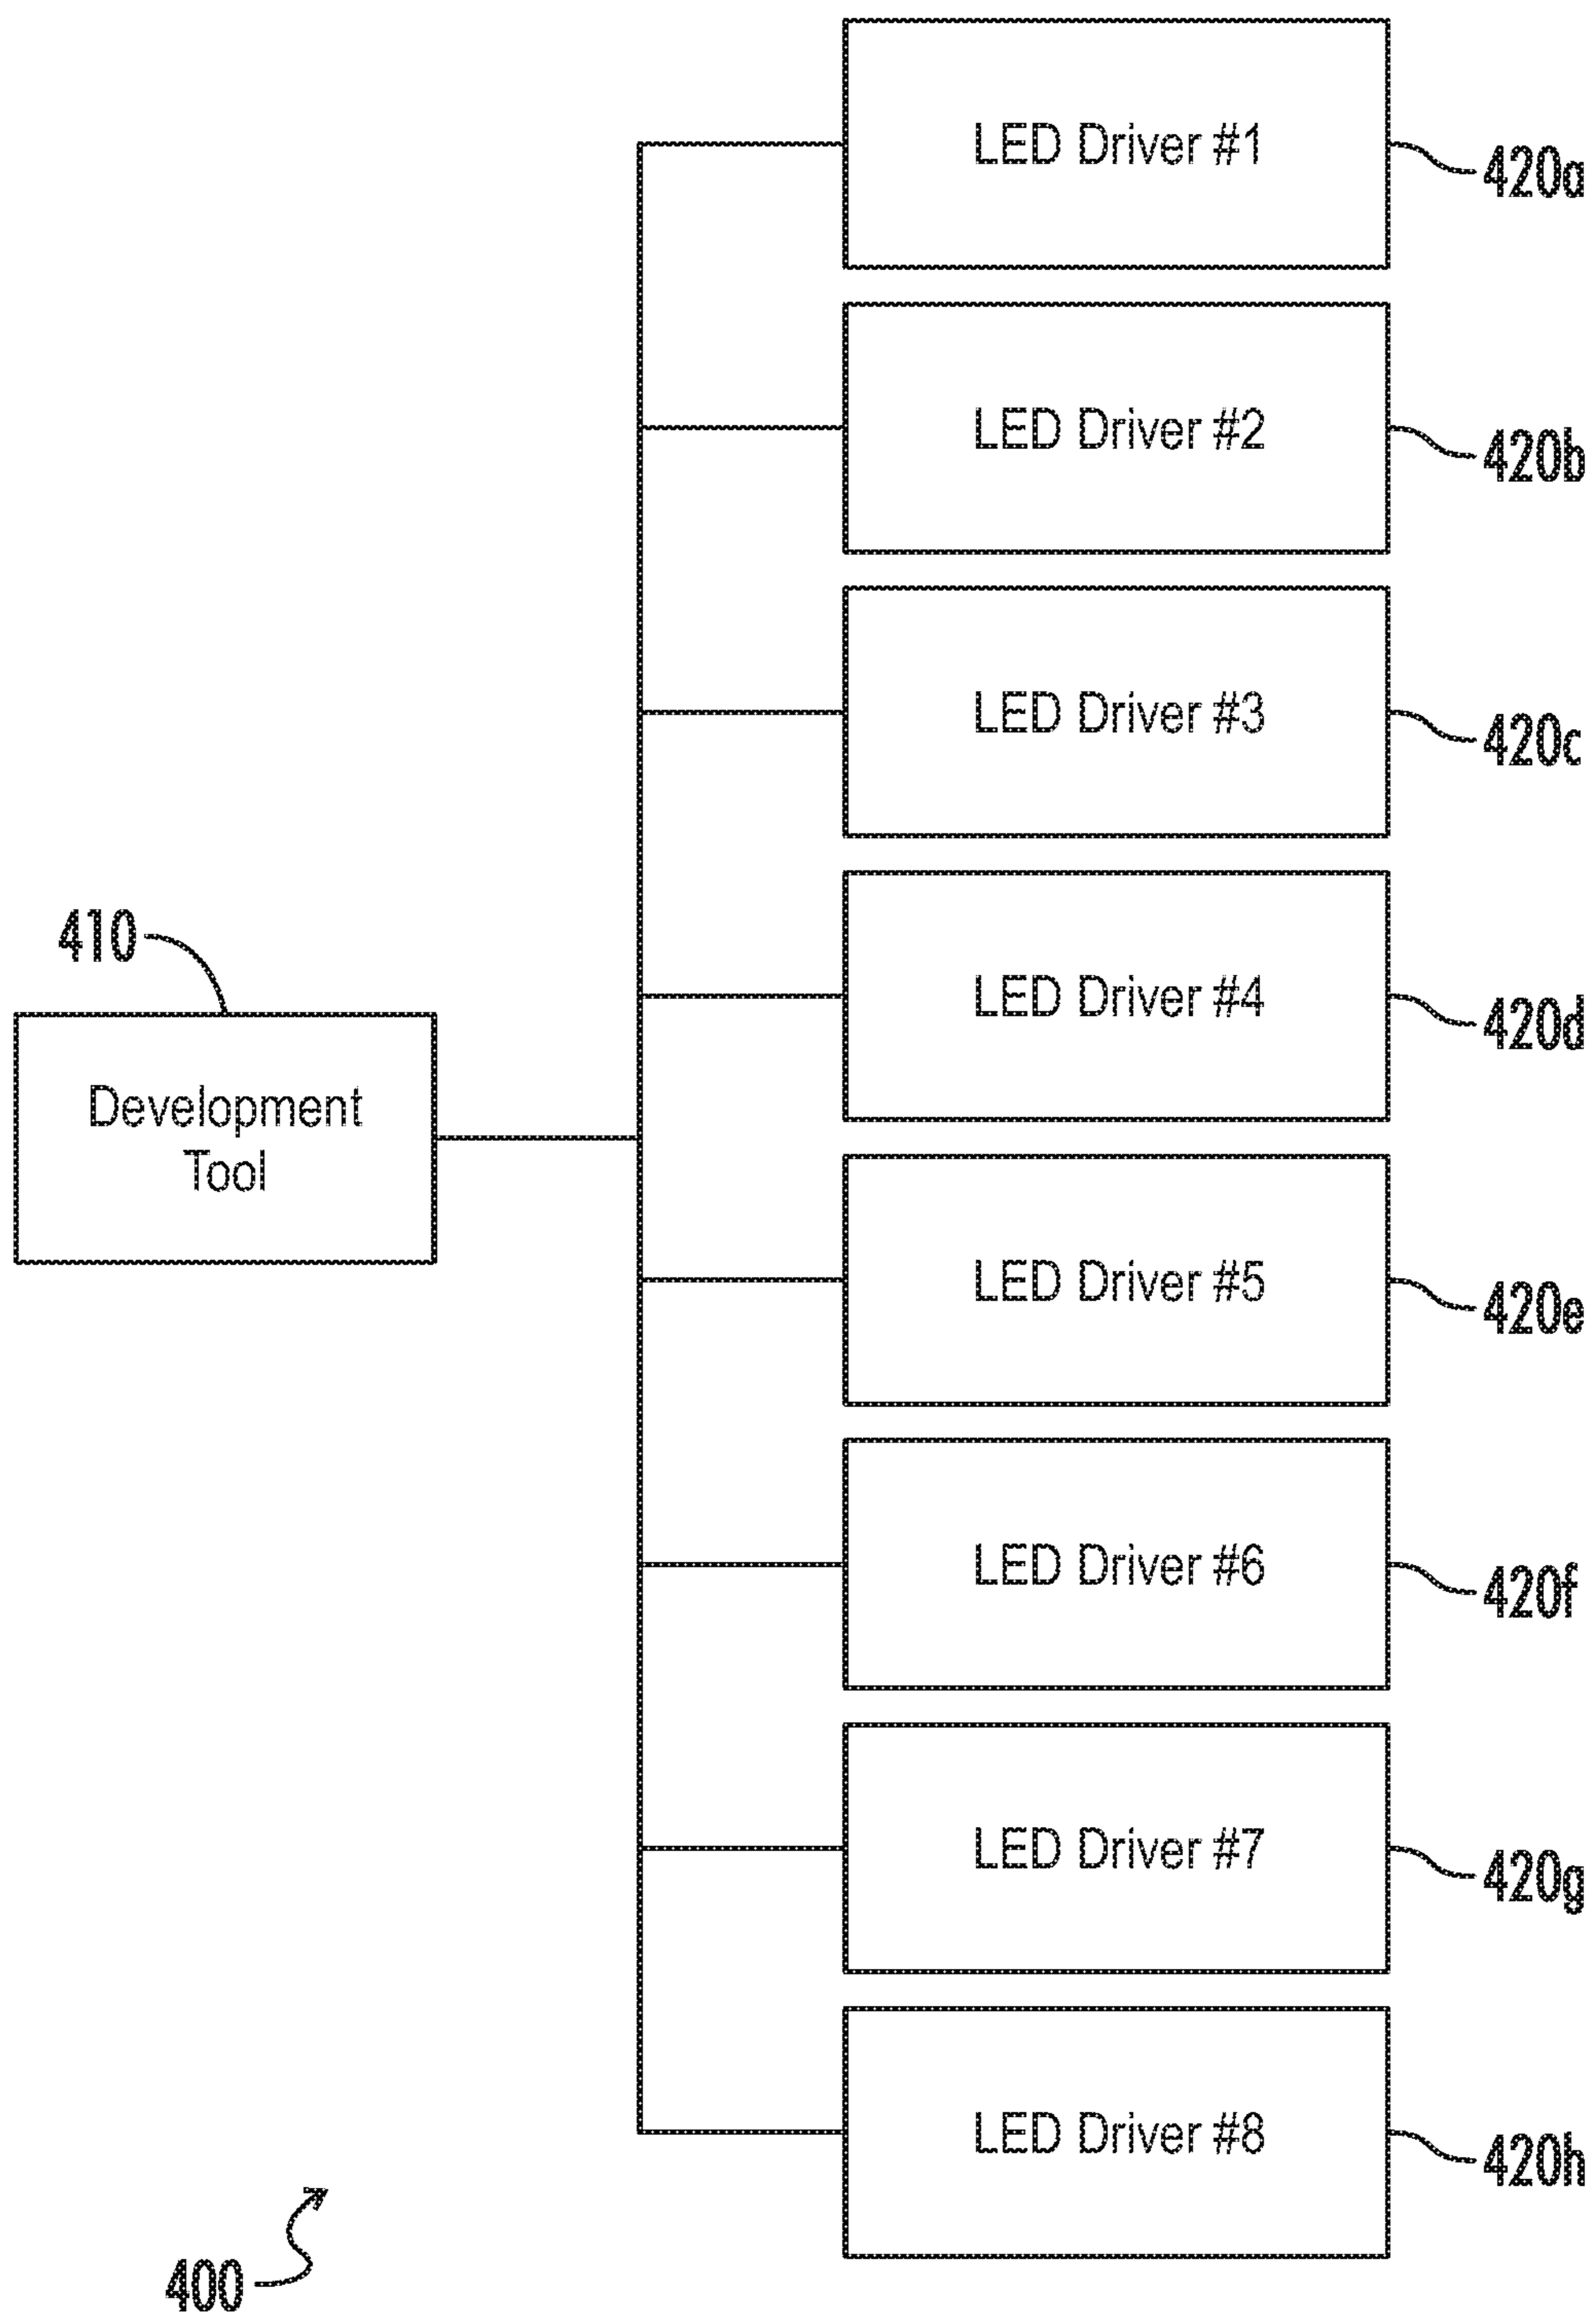 LED Driver #1
420a
LED Driver #2
420b
LED Driver #3
420c
LED Driver #4
420d
410
Development
Tool
LED Driver #5
420e
LED Driver #6
420f
LED Driver #7
420g
LED Driver #8
420h
400